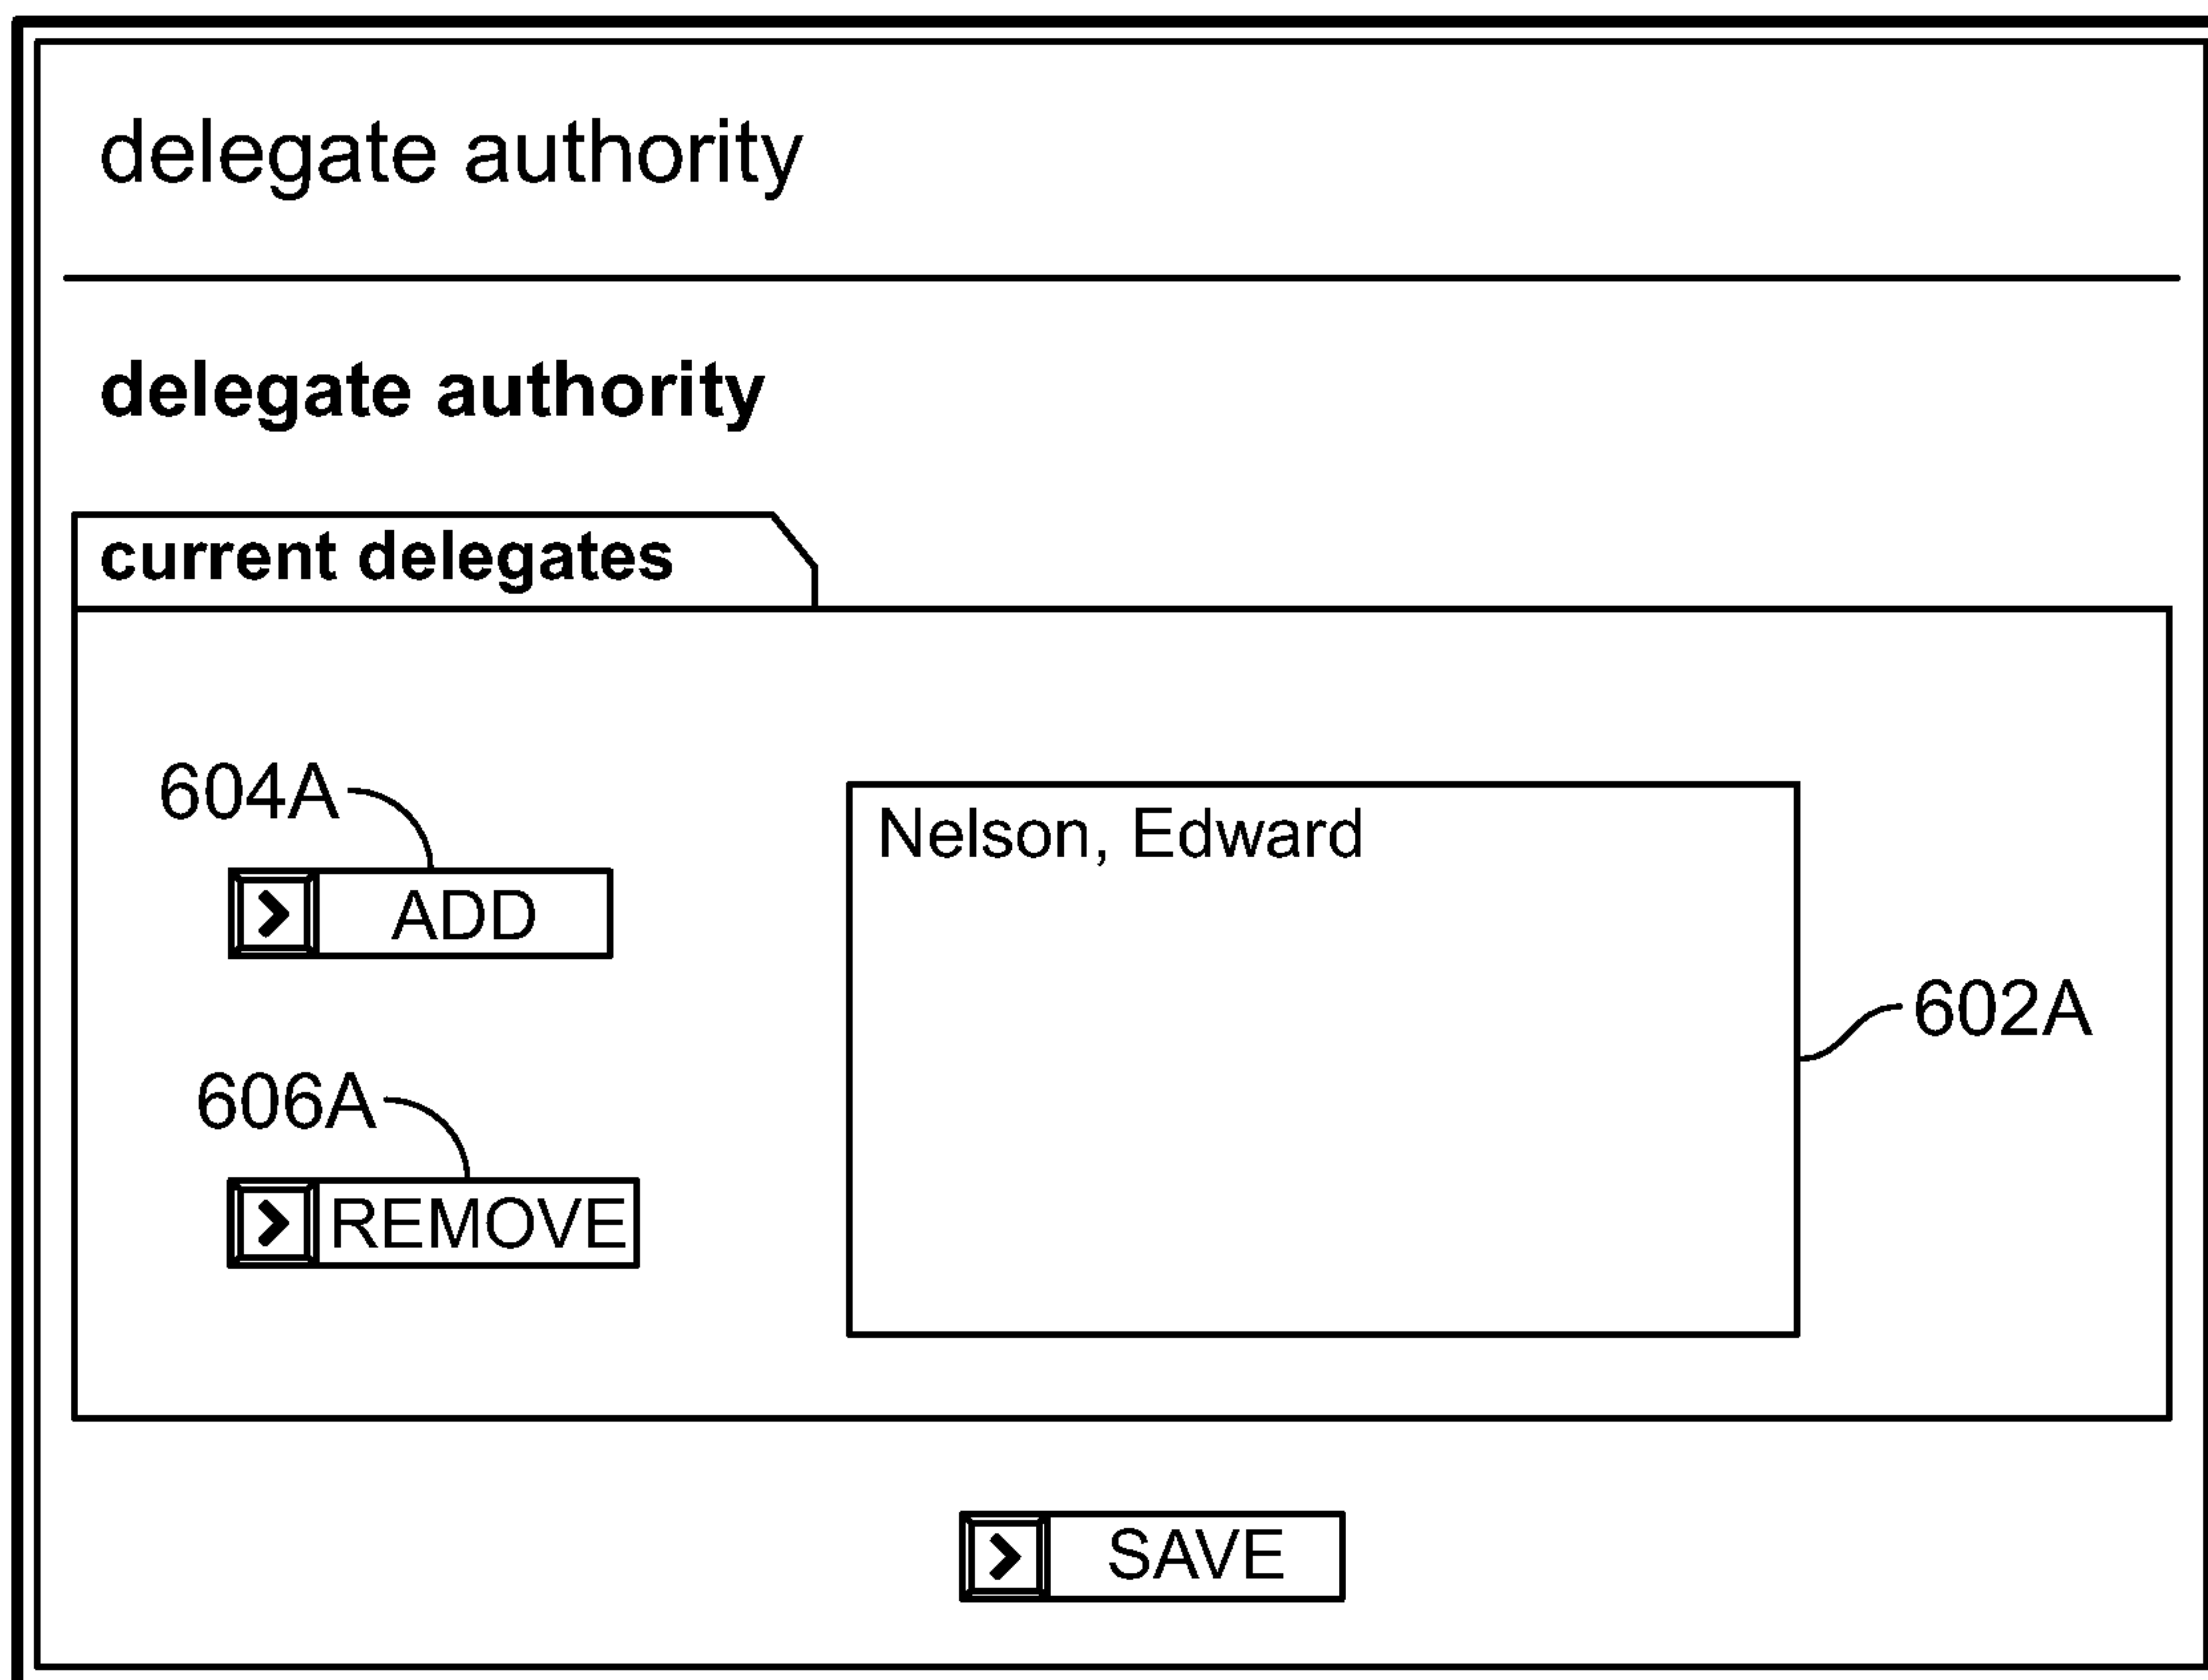 delegate authority
delegate authority
current delegates
604A
ADD
606A
REMOVE
Nelson, Edward
602A
SAVE